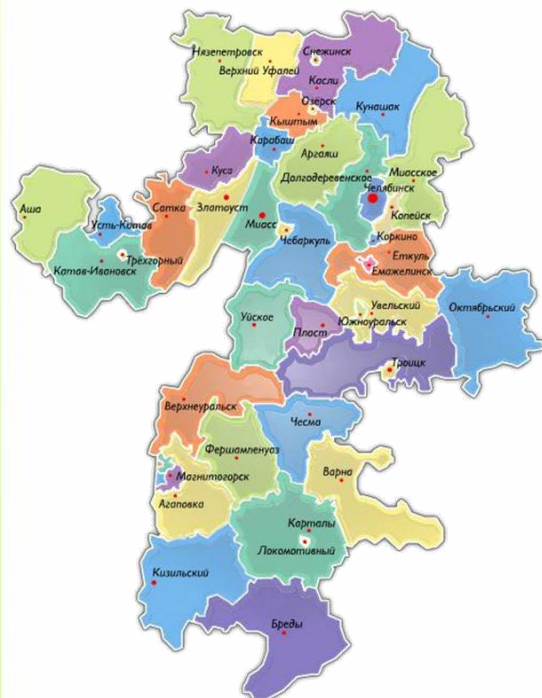 Нязепетровск
Верхний Уфалей
Снежинск
Касли
Озёрск
Кыштым
Кунашак
Карабаш
Аргаяш
Куса
Долгодеревенское
Миасское
Челябинск
Аша
Сатка
Златоуст
Копейск
Усть-Катав
Миасс
Чебаркуль
Коркино
Еткуль
Трёхгорный
Катав-Ивановск
Емажелинск
Уйское
Пласт
Увельский
Южноуральск
Октябрьский
Троицк
Верхнеуральск
Чесма
Фершампенуаз
Варна
Магнитогорск
Агаповка
Карталы
Локомотивный
Кизильский
Бреды